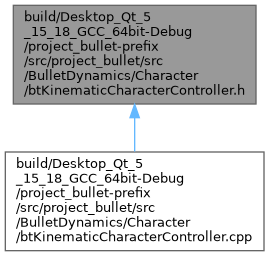 build/Desktop_Qt_5
_15_18_GCC_64bit-Debug
/project_bullet-prefix
/src/project_bullet/src
/BulletDynamics/Character
/btKinematicCharacterController.h
build/Desktop_Qt_5
_15_18_GCC_64bit-Debug
/project_bullet-prefix
/src/project_bullet/src
/BulletDynamics/Character
/btKinematicCharacterController.cpp